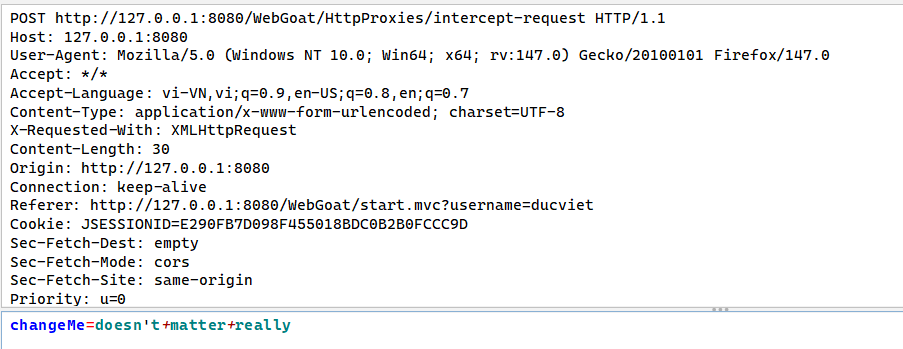 POST http://127.0.0.1:8080/WebGoat/HttpProxies/intercept-request HTTP/1.1
Host: 127.0.0.1:8080
User-Agent: Mozilla/5.0 (Windows NT 10.0; Win64; x64; rv:147.0) Gecko/20100101 Firefox/147.0
Accept: */*
Accept-Language: vi-VN,vi;q=0.9,en-US;q=0.8,en;q=0.7
Content-Type: application/x-www-form-urlencoded; charset=UTF-8
X-Requested-With: XMLHttpRequest
Content-Length: 30
Origin: http://127.0.0.1:8080
Connection: keep-alive
Referer: http://127.0.0.1:8080/WebGoat/start.mvc?username=ducviet
Cookie: JSESSIONID=E290FB7D098F455018BDC0B2B0FCCC9D
Sec-Fetch-Dest: empty
Sec-Fetch-Mode: cors
Sec-Fetch-Site: same-origin
Priority: u=0
changeMe=doesn't+matter+really